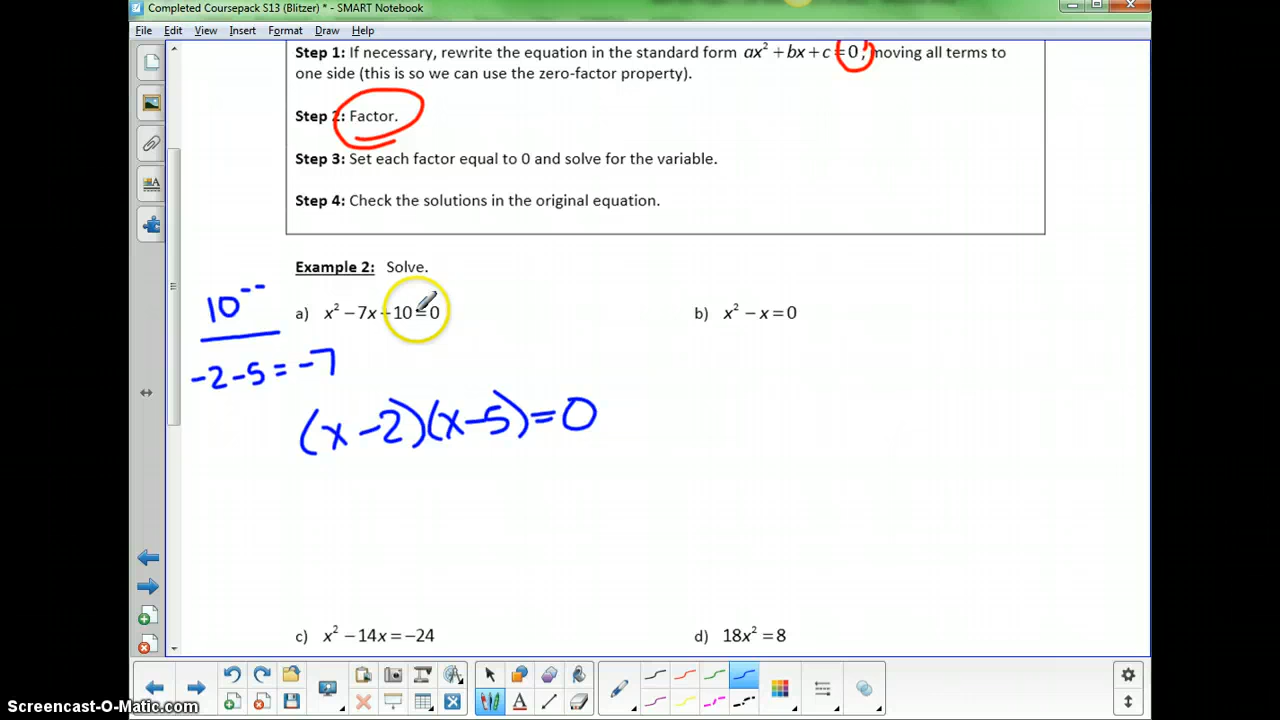 Completed Coursepack S13 (Blitzer) * - SMART Notebook
File Edit View Insert Format Draw Help
Step 1: If necessary, rewrite the equation in the standard form ax² + bx + c = 0, moving all terms to
one side (this is so we can use the zero-factor property).
Step 2: Factor.
Step 3: Set each factor equal to 0 and solve for the variable.
Step 4: Check the solutions in the original equation.
Example 2: Solve.
10⁻⁻
a) x² − 7x + 10 = 0
b) x² − x = 0
-2-5 = -7
(x-2)(x-5) = 0
c) x² − 14x = −24
d) 18x² = 8
Screencast-O-Matic.com